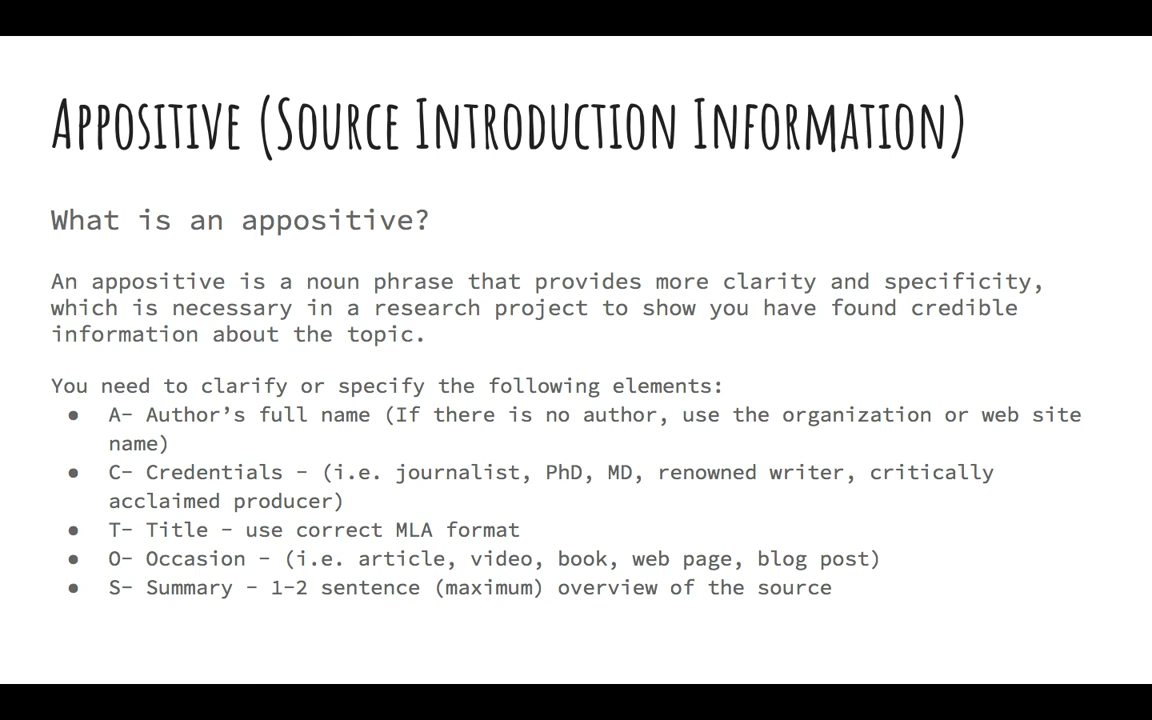 Appositive (Source Introduction Information)
What is an appositive?
An appositive is a noun phrase that provides more clarity and specificity,
which is necessary in a research project to show you have found credible
information about the topic.
You need to clarify or specify the following elements:
● A- Author’s full name (If there is no author, use the organization or web site
name)
● C- Credentials - (i.e. journalist, PhD, MD, renowned writer, critically
acclaimed producer)
● T- Title - use correct MLA format
● O- Occasion - (i.e. article, video, book, web page, blog post)
● S- Summary - 1-2 sentence (maximum) overview of the source